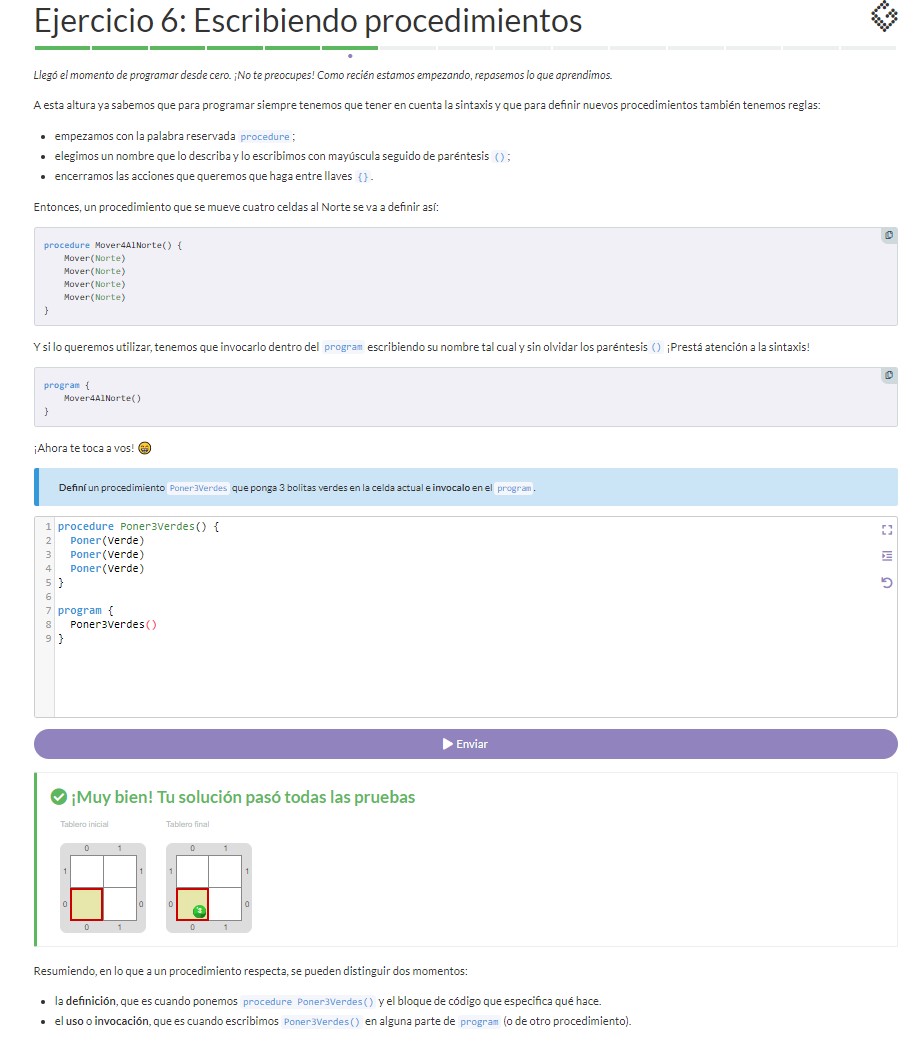 Ejercicio 6: Escribiendo procedimientos
Llegó el momento de programar desde cero. ¡No te preocupes! Como recién estamos empezando, repasemos lo que aprendimos.
A esta altura ya sabemos que para programar siempre tenemos que tener en cuenta la sintaxis y que para definir nuevos procedimientos también tenemos reglas:
• empezamos con la palabra reservada procedure ;
• elegimos un nombre que lo describa y lo escribimos con mayúscula seguido de paréntesis () ;
• encerramos las acciones que queremos que haga entre llaves {} .
Entonces, un procedimiento que se mueve cuatro celdas al Norte se va a definir así:
procedure Mover4AlNorte() {
Mover(Norte)
Mover(Norte)
Mover(Norte)
Mover(Norte)
}
Y si lo queremos utilizar, tenemos que invocarlo dentro del program escribiendo su nombre tal cual y sin olvidar los paréntesis () ¡Prestá atención a la sintaxis!
program {
Mover4AlNorte()
}
¡Ahora te toca a vos! 😄
Definí un procedimiento Poner3Verdes que ponga 3 bolitas verdes en la celda actual e invocalo en el program .
1 procedure Poner3Verdes() {
2 Poner(Verde)
3 Poner(Verde)
4 Poner(Verde)
5 }
6
7 program {
8 Poner3Verdes()
9 }
Enviar
¡Muy bien! Tu solución pasó todas las pruebas
Tablero inicial Tablero final
0 1 0 1
1 1 1 1
0 0 0 3 0
0 1 0 1
Resumiendo, en lo que a un procedimiento respecta, se pueden distinguir dos momentos:
• la definición, que es cuando ponemos procedure Poner3Verdes() y el bloque de código que especifica qué hace.
• el uso o invocación, que es cuando escribimos Poner3Verdes() en alguna parte de program (o de otro procedimiento).